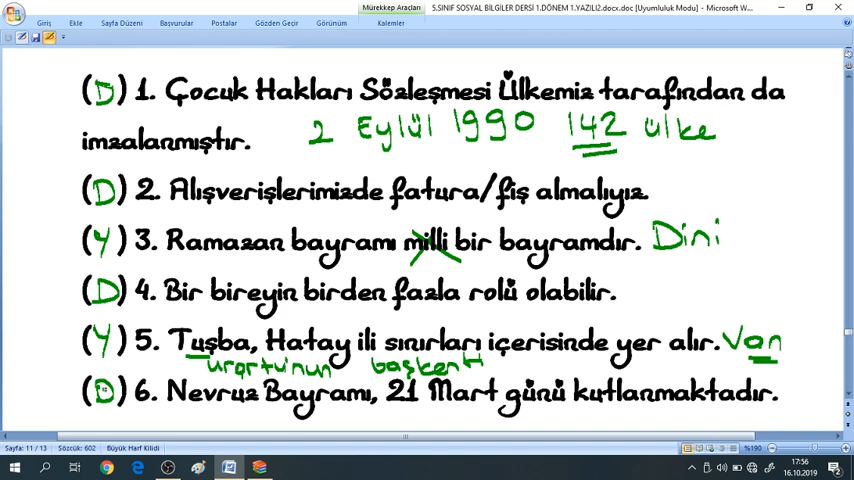 Mürekkep Araçları
5.SINIF SOSYAL BİLGİLER DERSİ 1.DÖNEM 1.YAZILI2.docx.doc [Uyumluluk Modu] - Microsoft W...
Giriş Ekle Sayfa Düzeni Başvurular Postalar Gözden Geçir Görünüm Kalemler
(D) 1. Çocuk Hakları Sözleşmesi Ülkemiz tarafından da
imzalanmıştır. 2 Eylül 1990 142 ülke
(D) 2. Alışverişlerimizde fatura/fiş almalıyız.
(Y) 3. Ramazan bayramı milli bir bayramdır. Dini
(D) 4. Bir bireyin birden fazla rolü olabilir.
(Y) 5. Tuşba, Hatay ili sınırları içerisinde yer alır. Van
urartu'nun başkenti
(D) 6. Nevruz Bayramı, 21 Mart günü kutlanmaktadır.
Sayfa: 11 / 13 Sözcük: 602 Büyük Harf Kilidi %190
17:56
16.10.2019
2